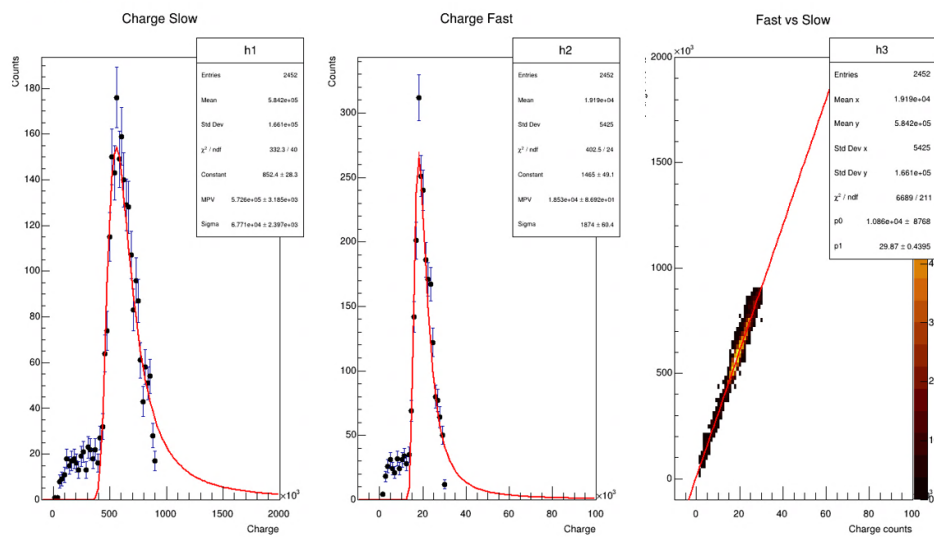 Charge Slow
Counts
h1
Entries 2452
Mean 5.842e+05
Std Dev 1.661e+05
χ² / ndf 332.3 / 40
Constant 852.4 ± 28.3
MPV 5.726e+05 ± 3.185e+03
Sigma 6.771e+04 ± 2.397e+03
180
160
140
120
100
80
60
40
20
0
0 500 1000 1500 2000
×10³
Charge
Charge Fast
Counts
h2
Entries 2452
Mean 1.919e+04
Std Dev 5425
χ² / ndf 402.5 / 24
Constant 1465 ± 49.1
MPV 1.853e+04 ± 8.692e+01
Sigma 1874 ± 60.4
300
250
200
150
100
50
0
0 20 40 60 80 100
×10³
Charge
Fast vs Slow
×10³
h3
Entries 2452
Mean x 1.919e+04
Mean y 5.842e+05
Std Dev x 5425
Std Dev y 1.661e+05
χ² / ndf 6689 / 211
p0 1.086e+04 ± 8768
p1 29.87 ± 0.4395
2000
1500
1000
500
0
0 20 40 60 80 100
Charge counts
4
3
2
1